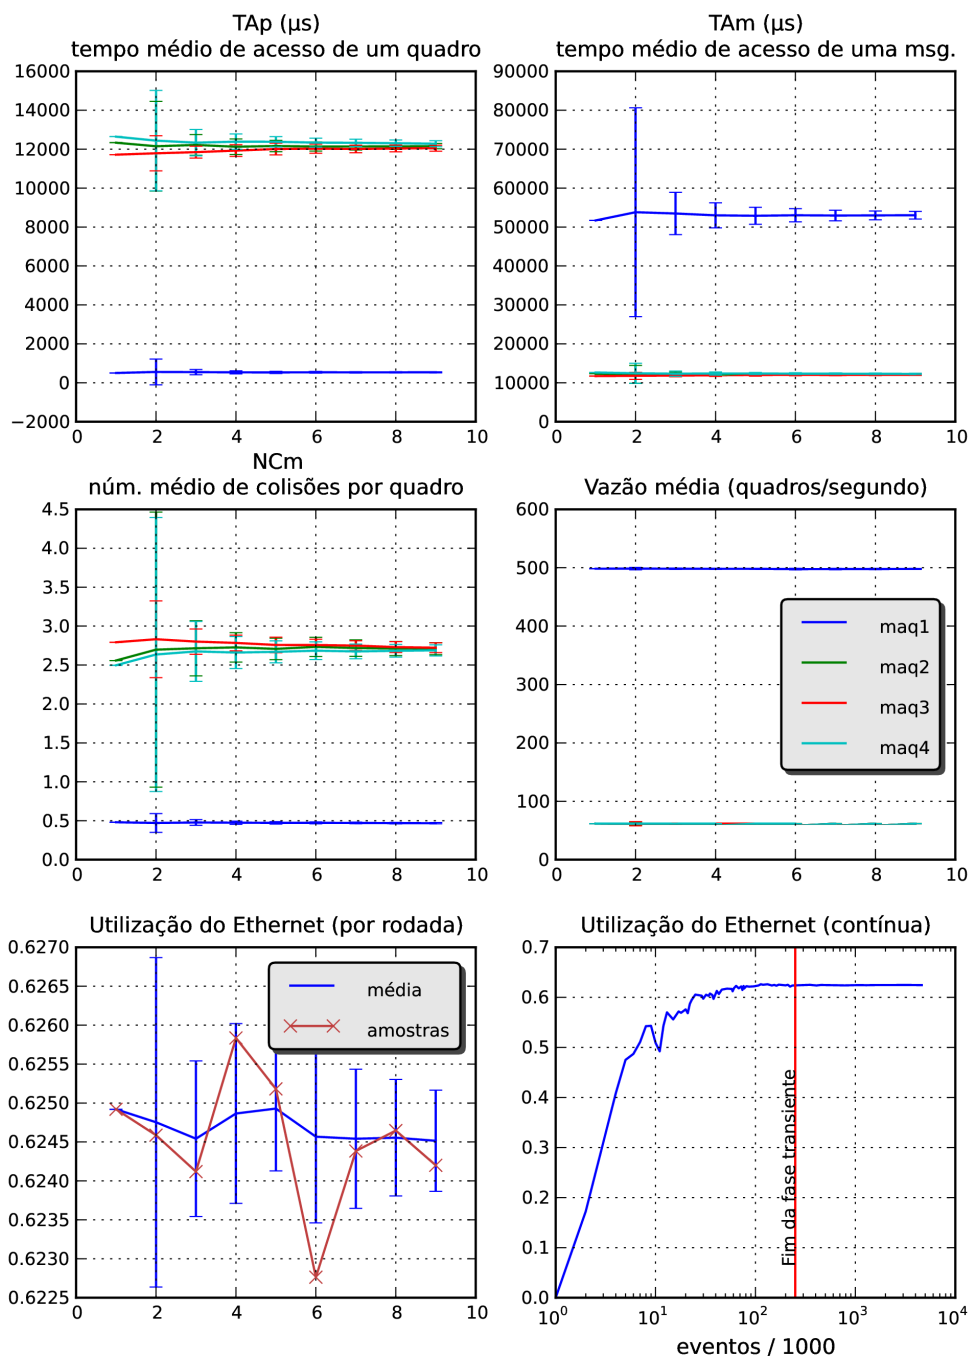 TAp (μs)
tempo médio de acesso de um quadro
16000
14000
12000
10000
8000
6000
4000
2000
0
−2000
0 2 4 6 8 10
TAm (μs)
tempo médio de acesso de uma msg.
90000
80000
70000
60000
50000
40000
30000
20000
10000
0
0 2 4 6 8 10
NCm
núm. médio de colisões por quadro
4.5
4.0
3.5
3.0
2.5
2.0
1.5
1.0
0.5
0.0
0 2 4 6 8 10
Vazão média (quadros/segundo)
600
500
400
300
200
100
0
0 2 4 6 8 10
maq1
maq2
maq3
maq4
Utilização do Ethernet (por rodada)
0.6270
0.6265
0.6260
0.6255
0.6250
0.6245
0.6240
0.6235
0.6230
0.6225
0 2 4 6 8 10
média
amostras
Utilização do Ethernet (contínua)
0.7
0.6
0.5
0.4
0.3
0.2
0.1
0.0
10^0 10^1 10^2 10^3 10^4
Fim da fase transiente
eventos / 1000